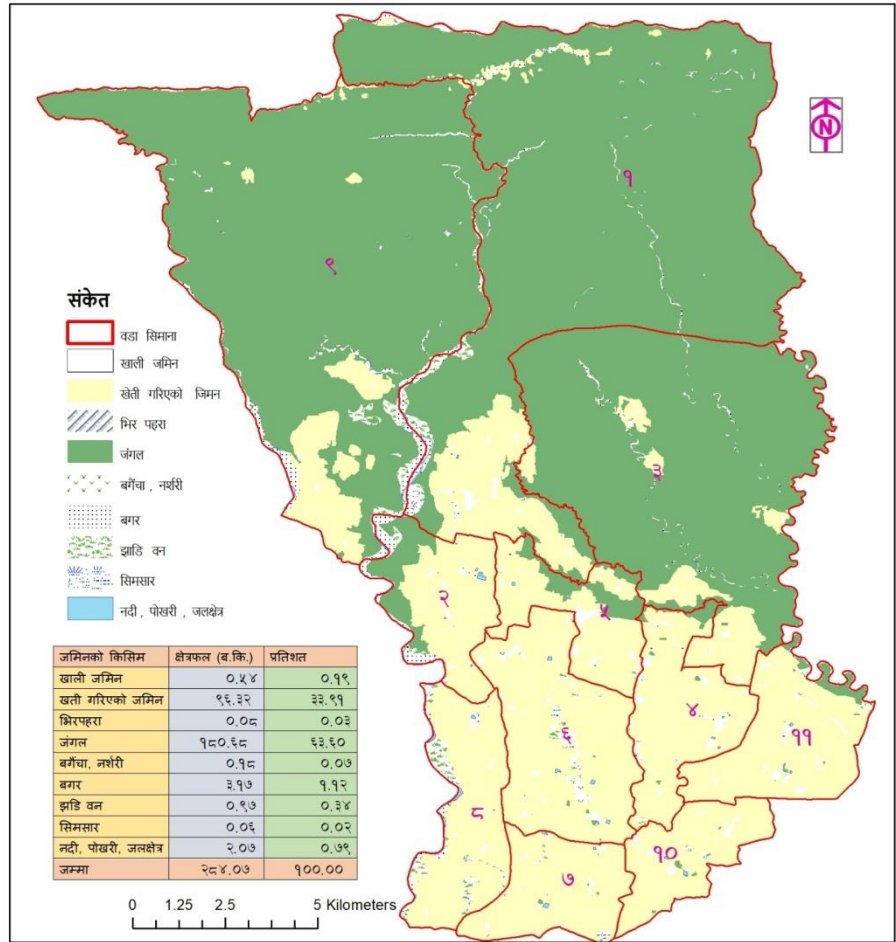 N
१
९
संकेत
वडा सिमाना
खाली जमिन
खेती गरिएको जिमन
भिर पहरा
जंगल
बगैंचा , नर्शरी
बगर
झाडि वन
सिमसार
नदी , पोखरी , जलक्षेत्र
३
२
५
४
११
६
८
१०
७
जमिनको किसिम क्षेत्रफल (ब.कि.) प्रतिशत
खाली जमिन ०.५४ ०.१९
खती गरिएको जमिन ९६.३२ ३३.९१
भिरपहरा ०.०८ ०.०३
जंगल १८०.६८ ६३.६०
बगैंचा, नर्शरी ०.१८ ०.०७
बगर ३.१७ १.१२
झडि वन ०.९७ ०.३४
सिमसार ०.०६ ०.०२
नदी, पोखरी, जलक्षेत्र २.०७ ०.७९
जम्मा २८४.०७ १००.००
0 1.25 2.5 5 Kilometers